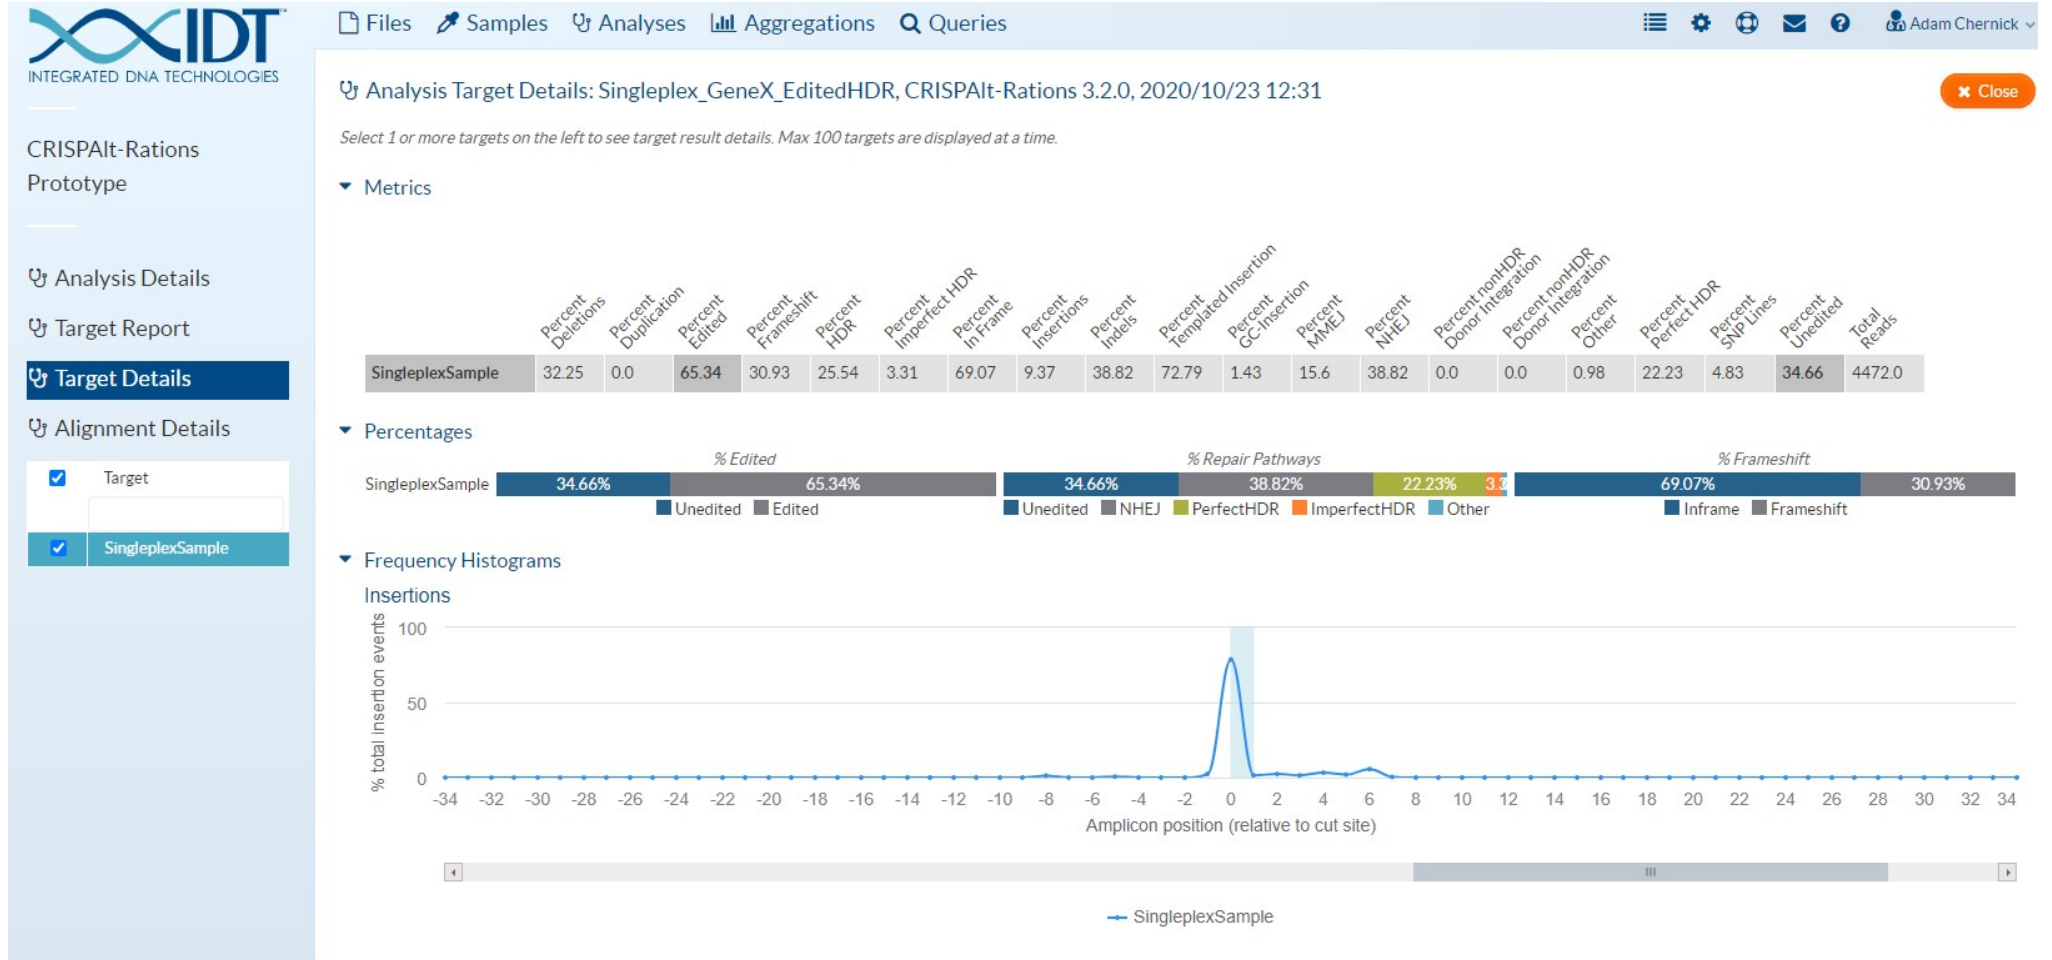 IDT™
INTEGRATED DNA TECHNOLOGIES
Files Samples Analyses Aggregations Queries
Adam Chernick
CRISPAlt-Rations
Prototype
Analysis Details
Target Report
Target Details
Alignment Details
Target
SingleplexSample
Analysis Target Details: Singleplex_GeneX_EditedHDR, CRISPAlt-Rations 3.2.0, 2020/10/23 12:31
Close
Select 1 or more targets on the left to see target result details. Max 100 targets are displayed at a time.
Metrics
Percent Deletions
Percent Duplication
Percent Edited
Percent Frameshift
Percent HDR
Percent Imperfect HDR
Percent In Frame
Percent Insertions
Percent Indels
Percent Templated Insertion
Percent GC-Insertion
Percent MMEJ
Percent NHEJ
Percent nonHDR Donor Integration
Percent nonHDR Donor Integration
Percent Other
Percent Perfect HDR
Percent SNP Lines
Percent Unedited
Total Reads
SingleplexSample 32.25 0.0 65.34 30.93 25.54 3.31 69.07 9.37 38.82 72.79 1.43 15.6 38.82 0.0 0.0 0.98 22.23 4.83 34.66 4472.0
Percentages
% Edited % Repair Pathways % Frameshift
SingleplexSample 34.66% 65.34% 34.66% 38.82% 22.23% 69.07% 30.93%
Unedited Edited Unedited NHEJ PerfectHDR ImperfectHDR Other Inframe Frameshift
Frequency Histograms
Insertions
% total insertion events
100
50
0
-34 -32 -30 -28 -26 -24 -22 -20 -18 -16 -14 -12 -10 -8 -6 -4 -2 0 2 4 6 8 10 12 14 16 18 20 22 24 26 28 30 32 34
Amplicon position (relative to cut site)
SingleplexSample